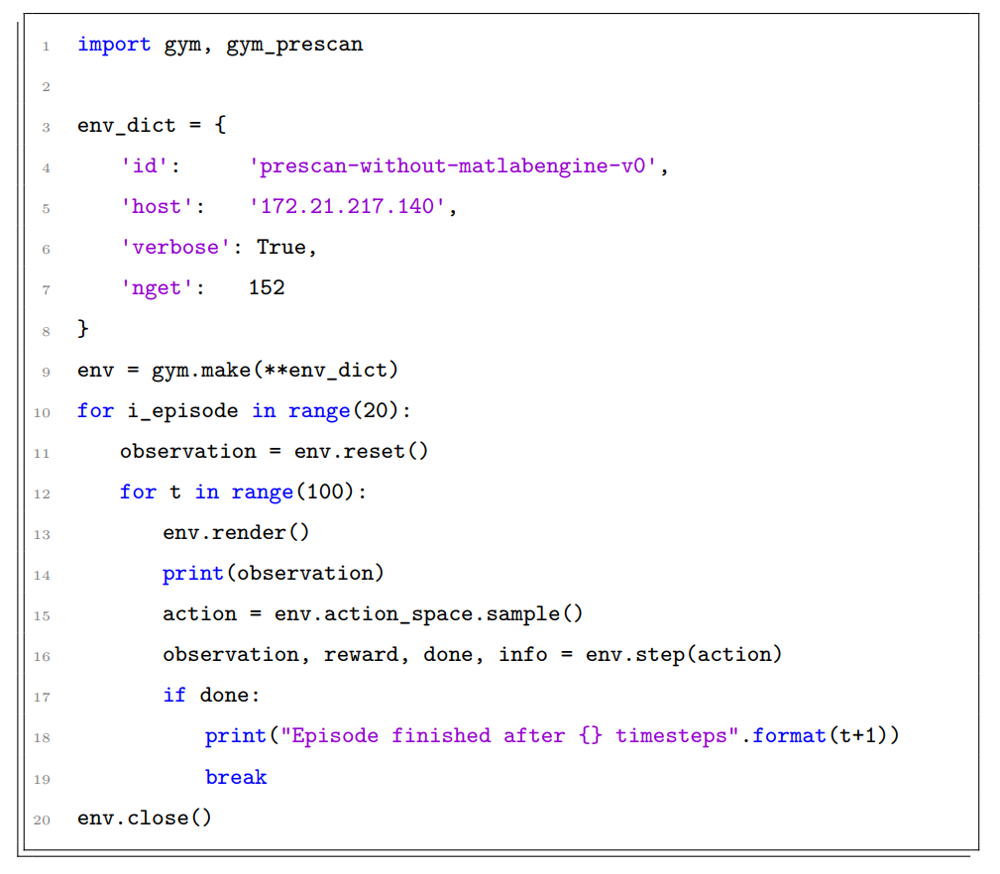 1 import gym, gym_prescan
2
3 env_dict = {
4     'id':      'prescan-without-matlabengine-v0',
5     'host':    '172.21.217.140',
6     'verbose': True,
7     'nget':    152
8 }
9 env = gym.make(**env_dict)
10 for i_episode in range(20):
11     observation = env.reset()
12     for t in range(100):
13         env.render()
14         print(observation)
15         action = env.action_space.sample()
16         observation, reward, done, info = env.step(action)
17         if done:
18             print("Episode finished after {} timesteps".format(t+1))
19             break
20 env.close()